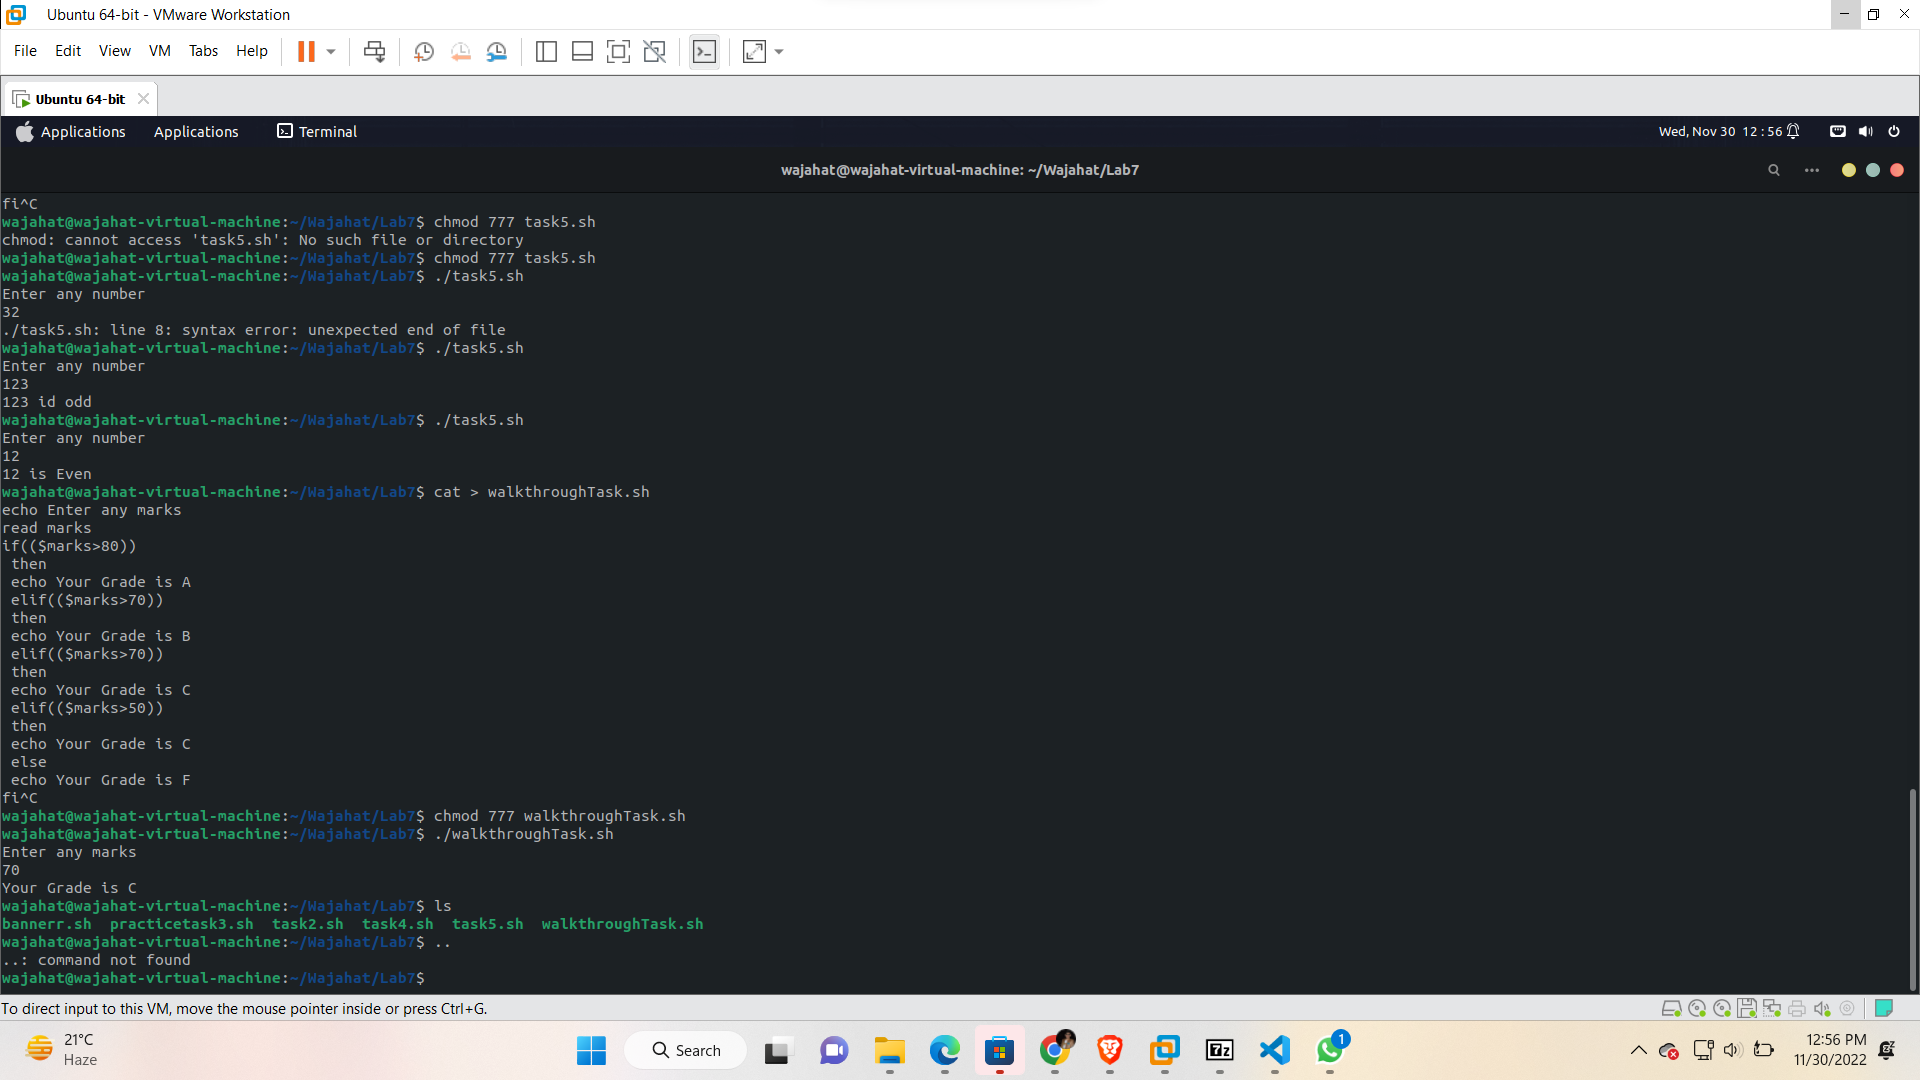 Ubuntu 64-bit - VMware Workstation
File Edit View VM Tabs Help
Ubuntu 64-bit
Applications Applications Terminal Wed, Nov 30 12:56
wajahat@wajahat-virtual-machine: ~/Wajahat/Lab7
fi^C
wajahat@wajahat-virtual-machine:~/Wajahat/Lab7$ chmod 777 task5.sh
chmod: cannot access 'task5.sh': No such file or directory
wajahat@wajahat-virtual-machine:~/Wajahat/Lab7$ chmod 777 task5.sh
wajahat@wajahat-virtual-machine:~/Wajahat/Lab7$ ./task5.sh
Enter any number
32
./task5.sh: line 8: syntax error: unexpected end of file
wajahat@wajahat-virtual-machine:~/Wajahat/Lab7$ ./task5.sh
Enter any number
123
123 id odd
wajahat@wajahat-virtual-machine:~/Wajahat/Lab7$ ./task5.sh
Enter any number
12
12 is Even
wajahat@wajahat-virtual-machine:~/Wajahat/Lab7$ cat > walkthroughTask.sh
echo Enter any marks
read marks
if(($marks>80))
 then
 echo Your Grade is A
 elif(($marks>70))
 then
 echo Your Grade is B
 elif(($marks>70))
 then
 echo Your Grade is C
 elif(($marks>50))
 then
 echo Your Grade is C
 else
 echo Your Grade is F
fi^C
wajahat@wajahat-virtual-machine:~/Wajahat/Lab7$ chmod 777 walkthroughTask.sh
wajahat@wajahat-virtual-machine:~/Wajahat/Lab7$ ./walkthroughTask.sh
Enter any marks
70
Your Grade is C
wajahat@wajahat-virtual-machine:~/Wajahat/Lab7$ ls
bannerr.sh practicetask3.sh task2.sh task4.sh task5.sh walkthroughTask.sh
wajahat@wajahat-virtual-machine:~/Wajahat/Lab7$ ..
..: command not found
wajahat@wajahat-virtual-machine:~/Wajahat/Lab7$
To direct input to this VM, move the mouse pointer inside or press Ctrl+G.
21°C
Haze
Search
7z
1
12:56 PM
11/30/2022